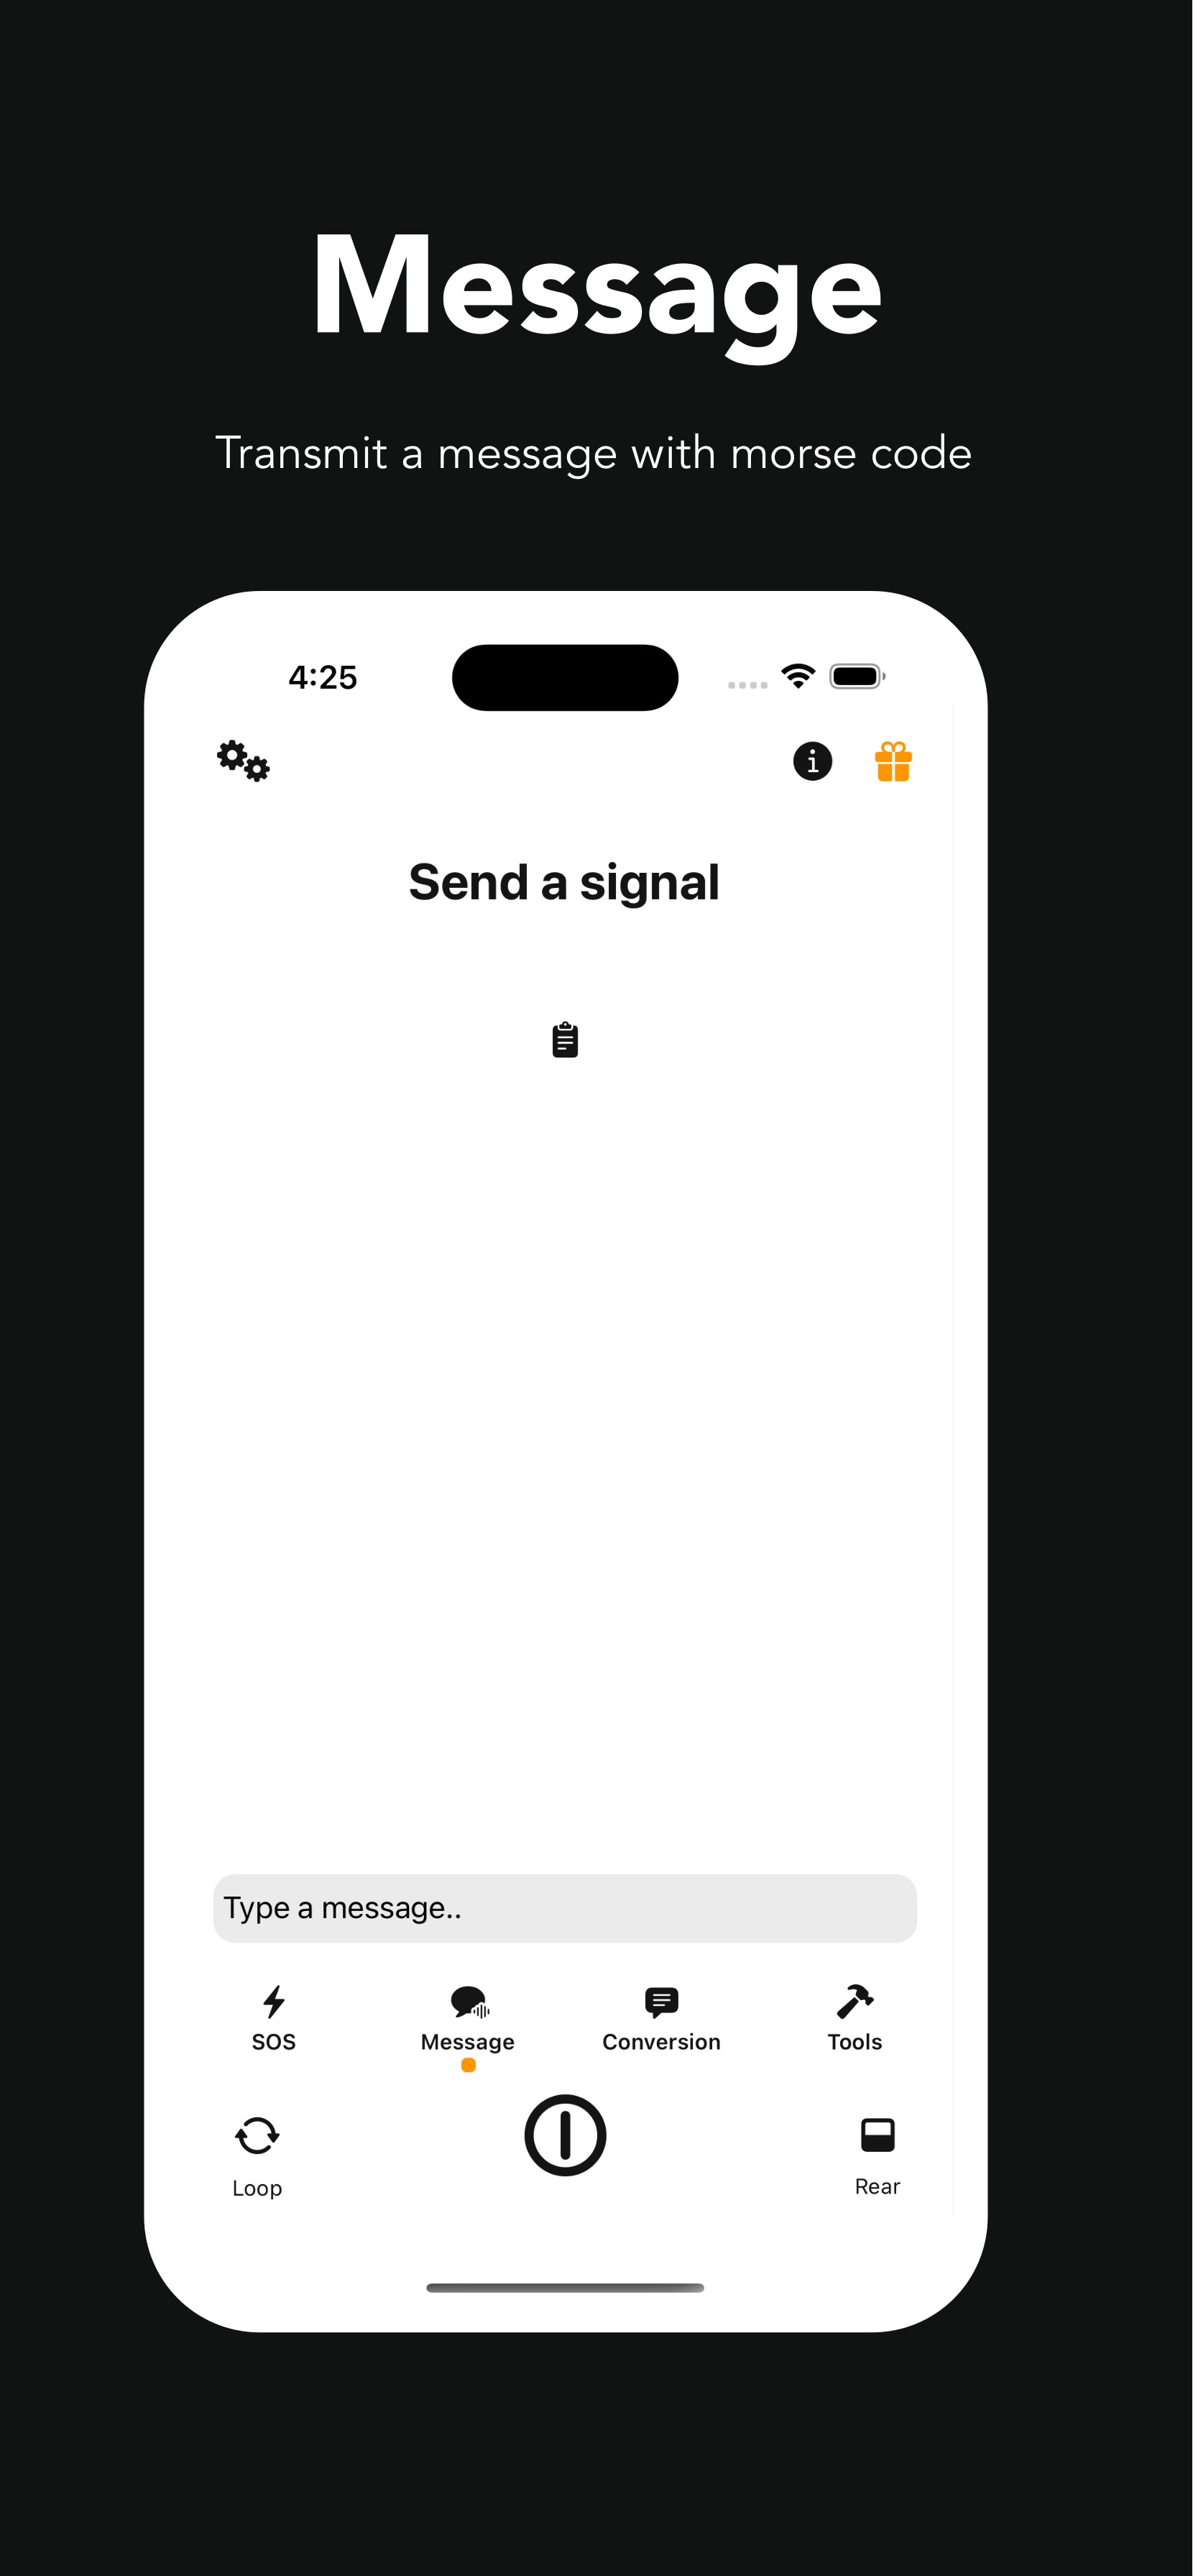 Message
Transmit a message with morse code
4:25
Send a signal
Type a message..
SOS
Message
Conversion
Tools
Loop
Rear